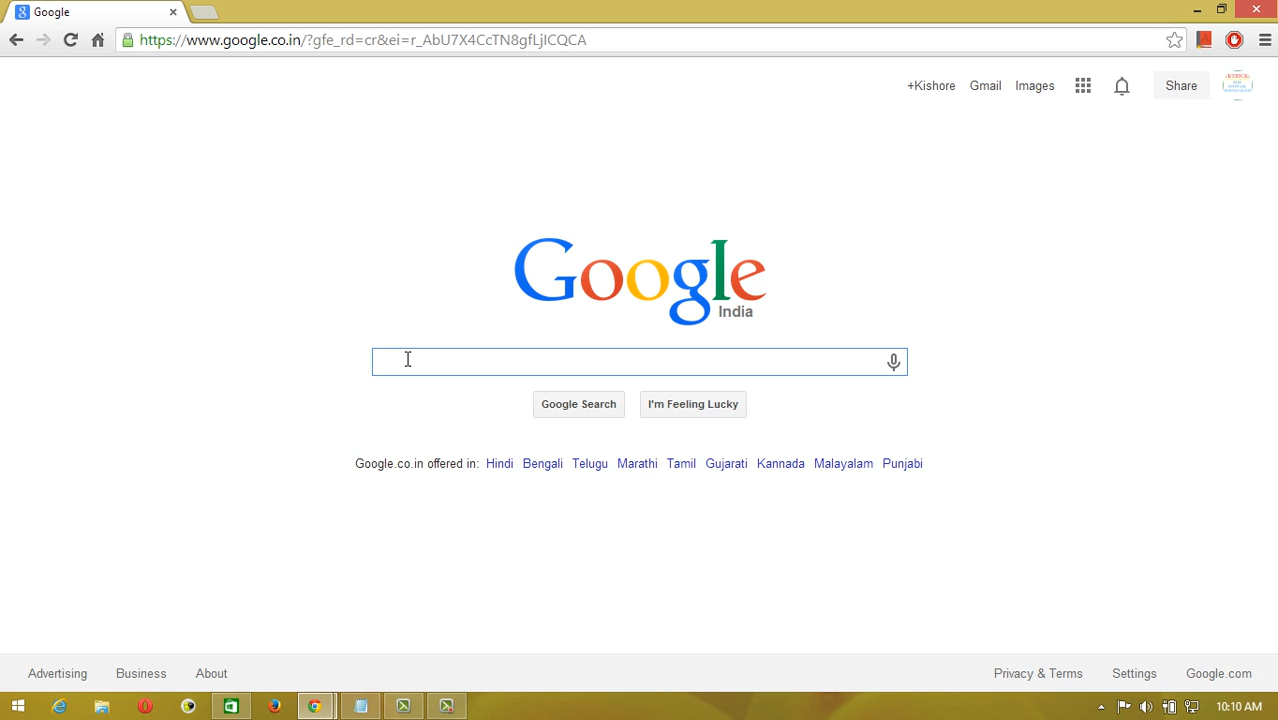 Google
https://www.google.co.in/?gfe_rd=cr&ei=r_AbU7X4CcTN8gfLjICQCA
+Kishore Gmail Images Share
Google
India
Google Search I'm Feeling Lucky
Google.co.in offered in: Hindi Bengali Telugu Marathi Tamil Gujarati Kannada Malayalam Punjabi
Advertising Business About Privacy & Terms Settings Google.com
10:10 AM